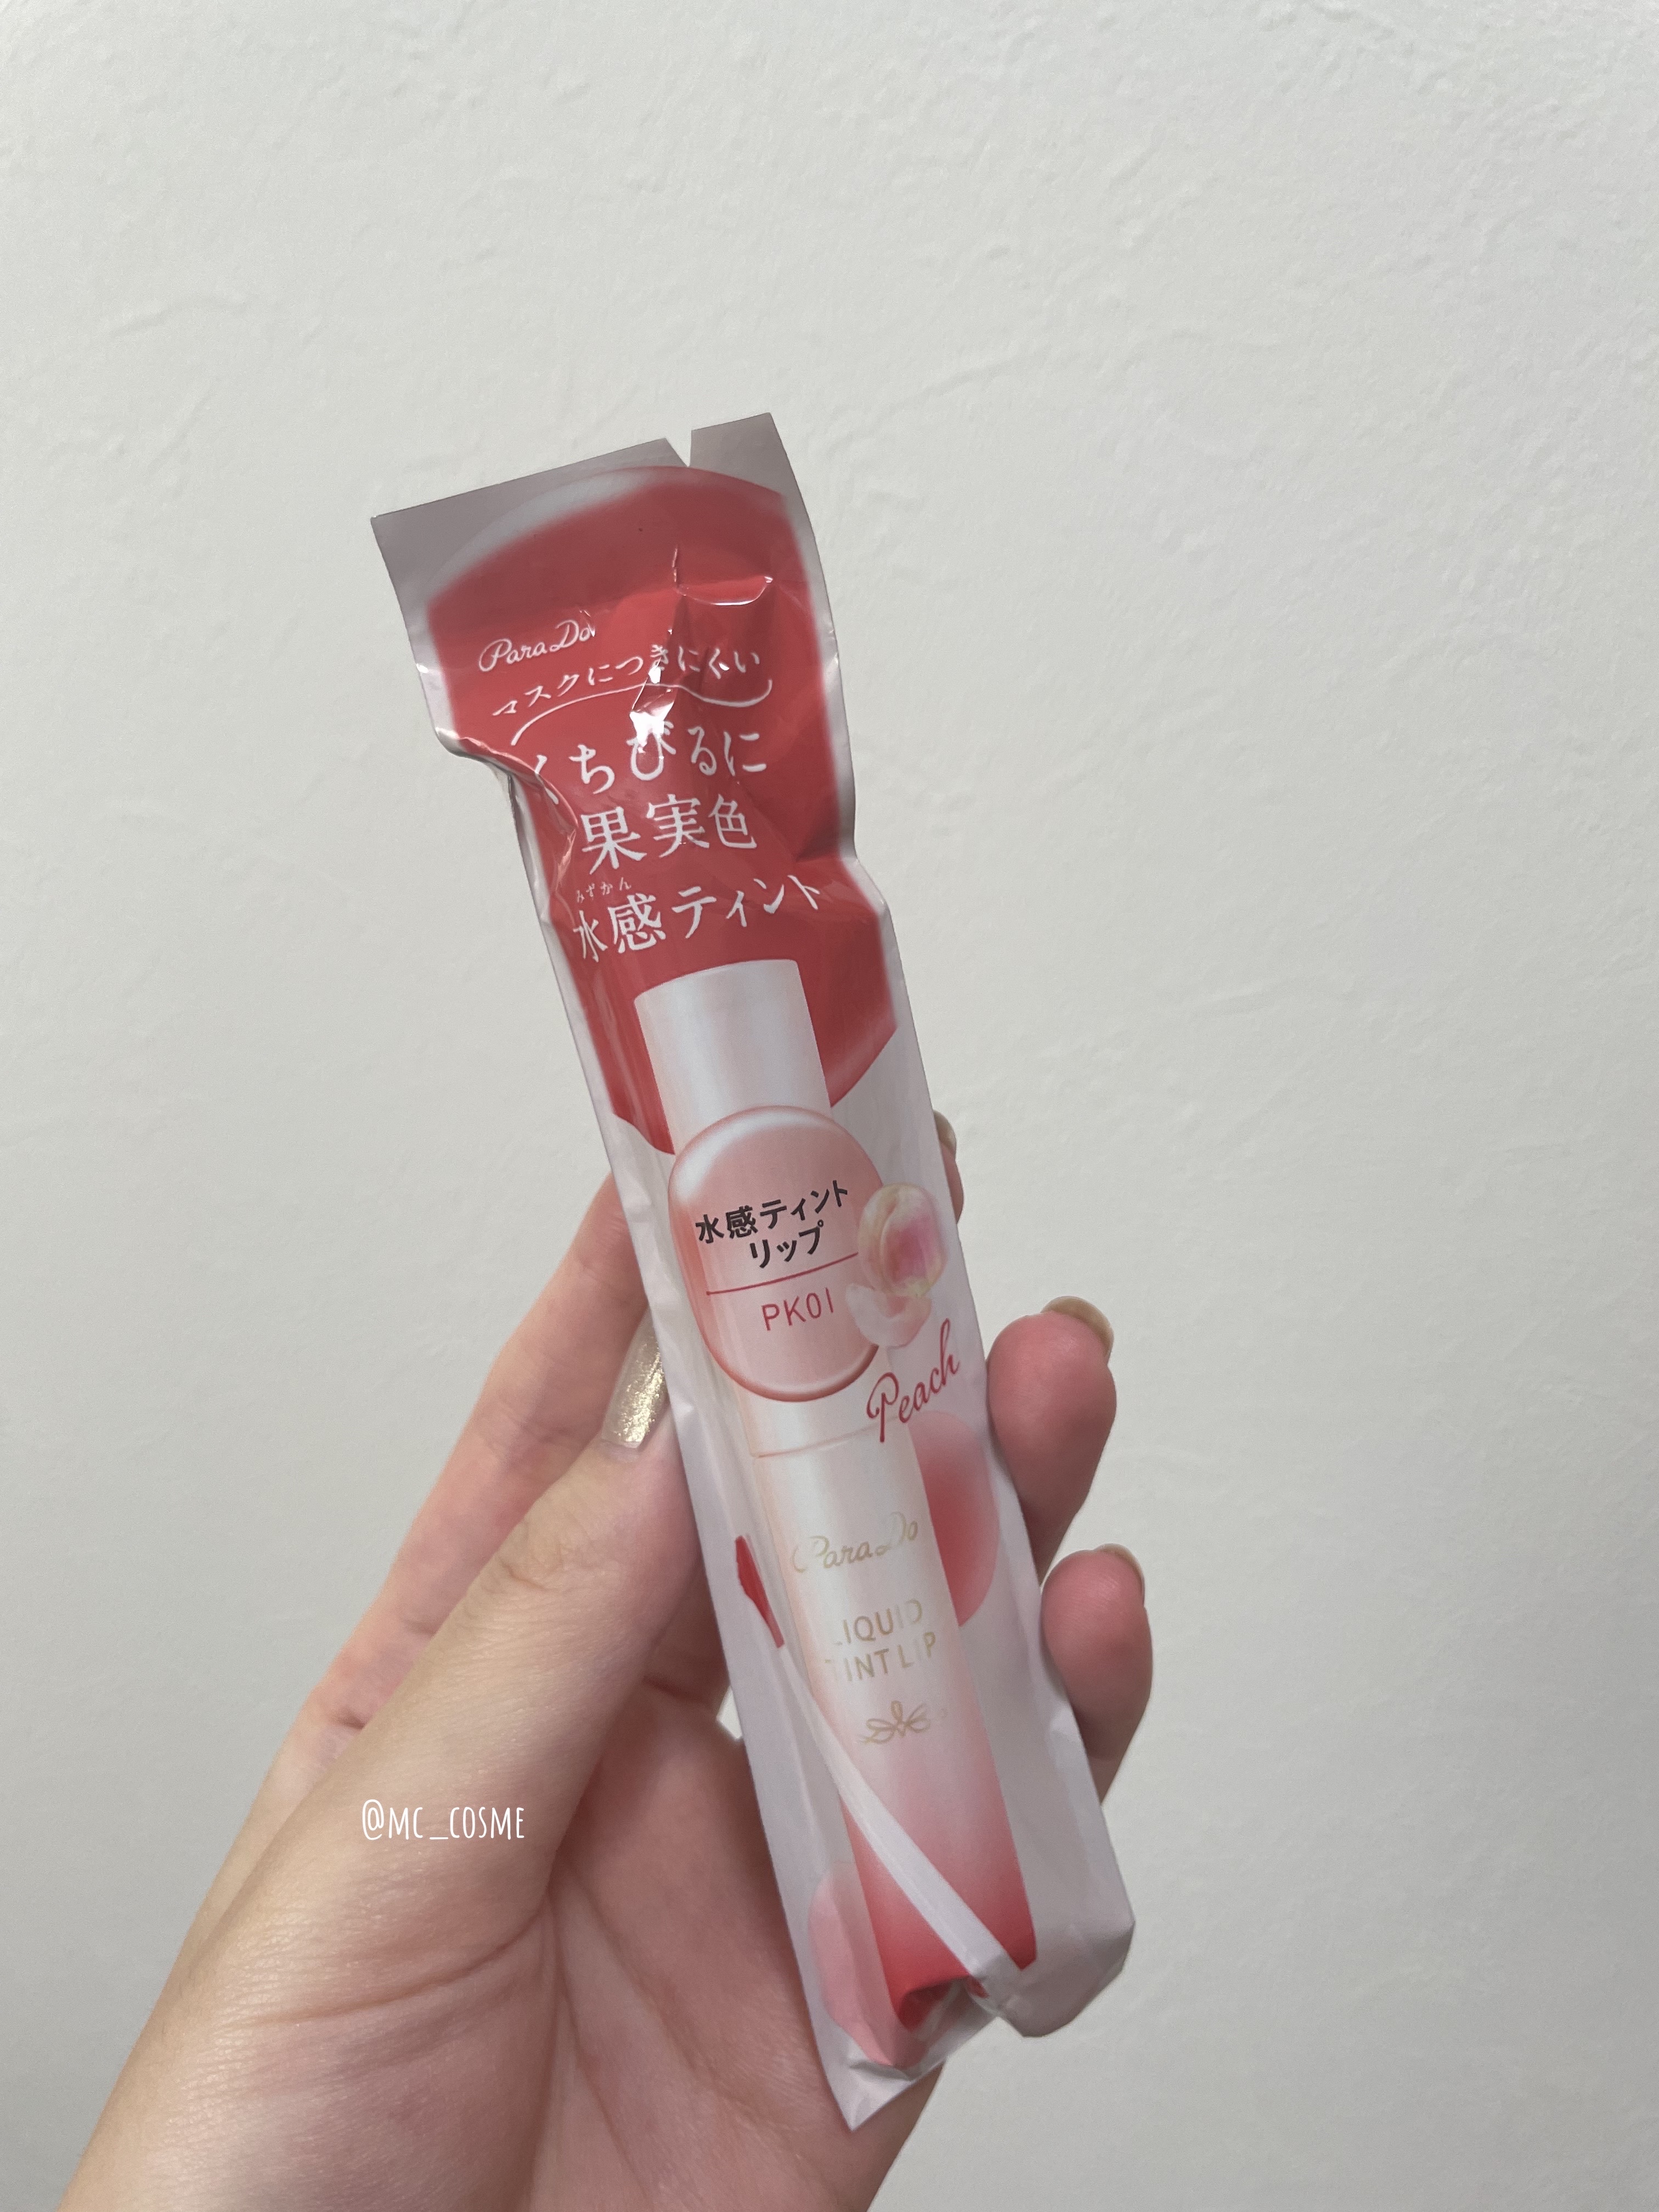 ParaDo
マスクにつきにくい
くちびるに
果実色
みずかん
水感ティント
水感ティント
リップ
PK01
Peach
ParaDo
LIQUID
TINT LIP
@MC_COSME